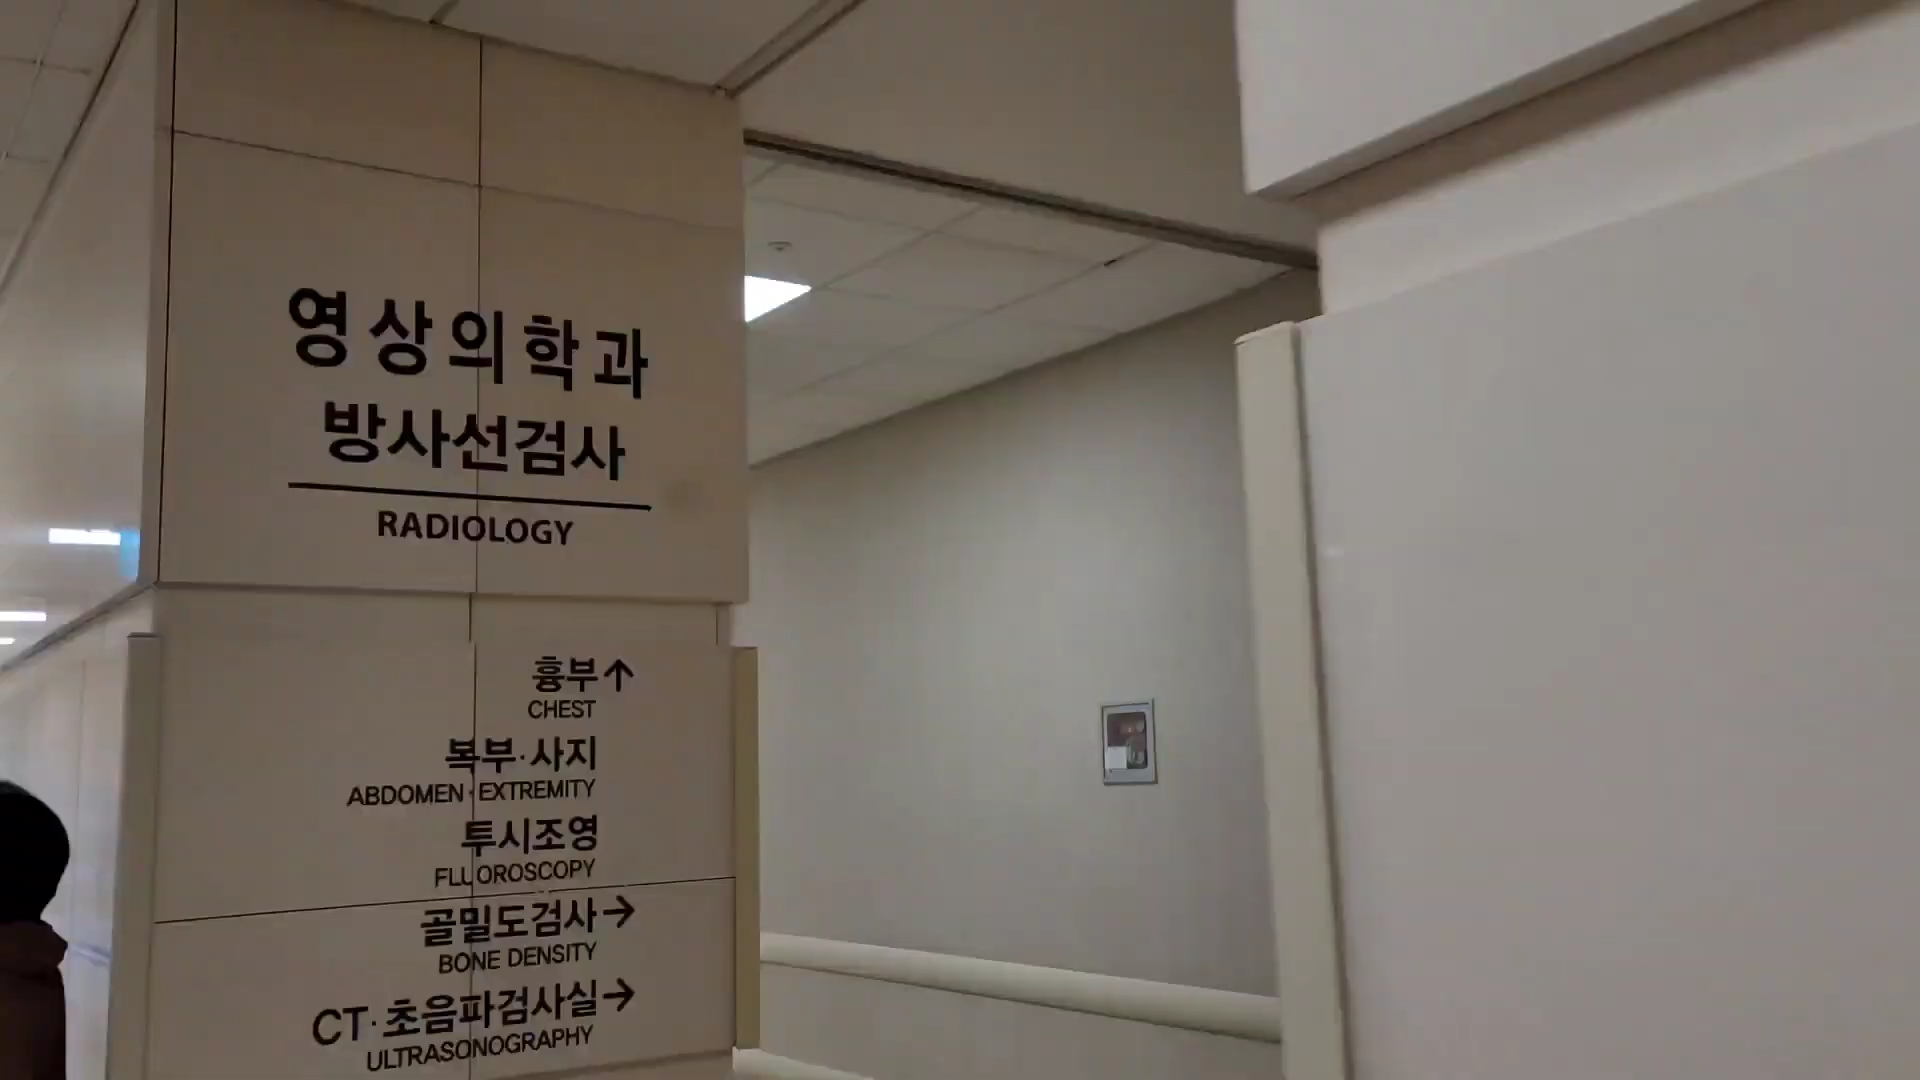 영상의학과
방사선검사
RADIOLOGY
흉부↑
CHEST
복부·사지
ABDOMEN·EXTREMITY
투시조영
FLUOROSCOPY
골밀도검사→
BONE DENSITY
CT·초음파검사실→
ULTRASONOGRAPHY